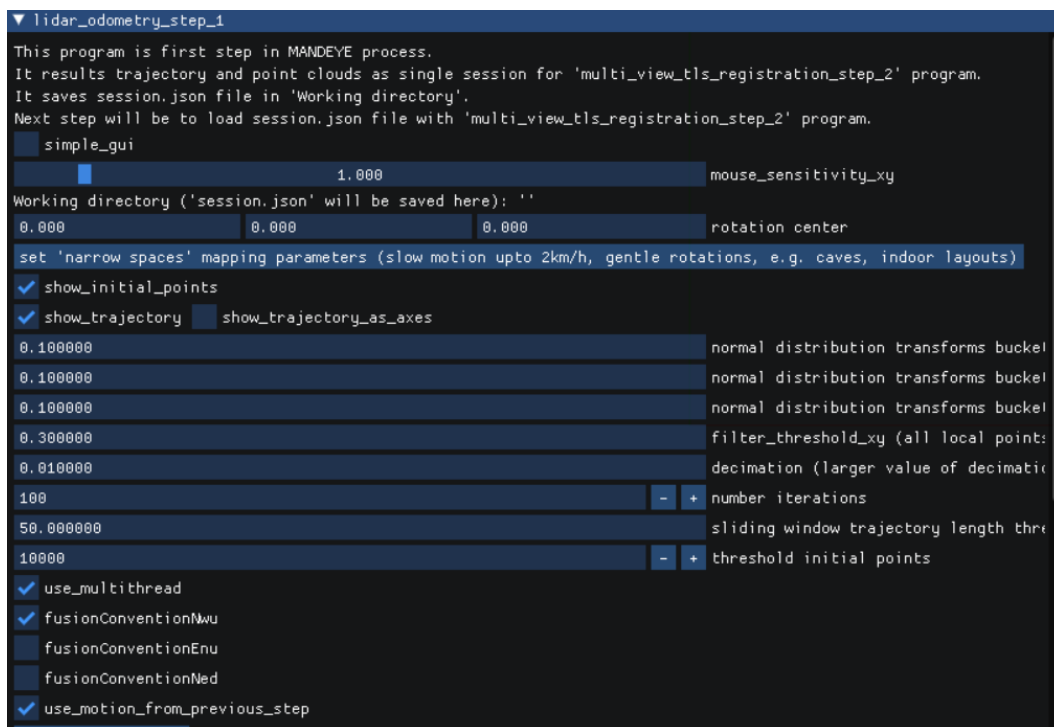 ▼ lidar_odometry_step_1
This program is first step in MANDEYE process.
It results trajectory and point clouds as single session for 'multi_view_tls_registration_step_2' program.
It saves session.json file in 'Working directory'.
Next step will be to load session.json file with 'multi_view_tls_registration_step_2' program.
simple_gui
1.000 mouse_sensitivity_xy
Working directory ('session.json' will be saved here): ''
0.000 0.000 0.000 rotation center
set 'narrow spaces' mapping parameters (slow motion upto 2km/h, gentle rotations, e.g. caves, indoor layouts)
show_initial_points
show_trajectory show_trajectory_as_axes
0.100000 normal distribution transforms
0.100000 normal distribution transforms
0.100000 normal distribution transforms
0.300000 filter_threshold_xy (all local points
0.010000 decimation (larger value of
100 - + number iterations
50.000000 sliding window trajectory length
10000 - + threshold initial points
use_multithread
fusionConventionNwu
fusionConventionEnu
fusionConventionNed
use_motion_from_previous_step